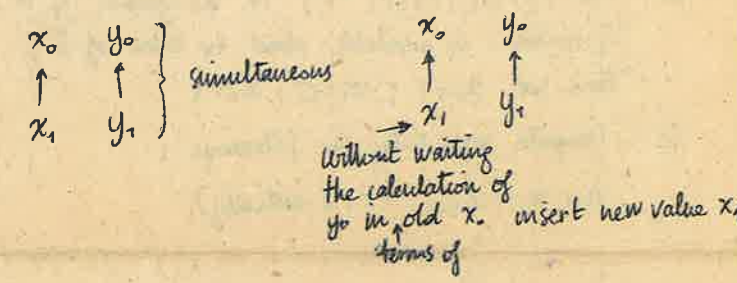 x₀ y₀
↑ ↑ } simultaneous
x₁ y₁
x₀ y₀
↑ ↑
→ x₁ y₁
without waiting
the calculation of
y₀ in old x₀ insert new value x₁
↑
terms of